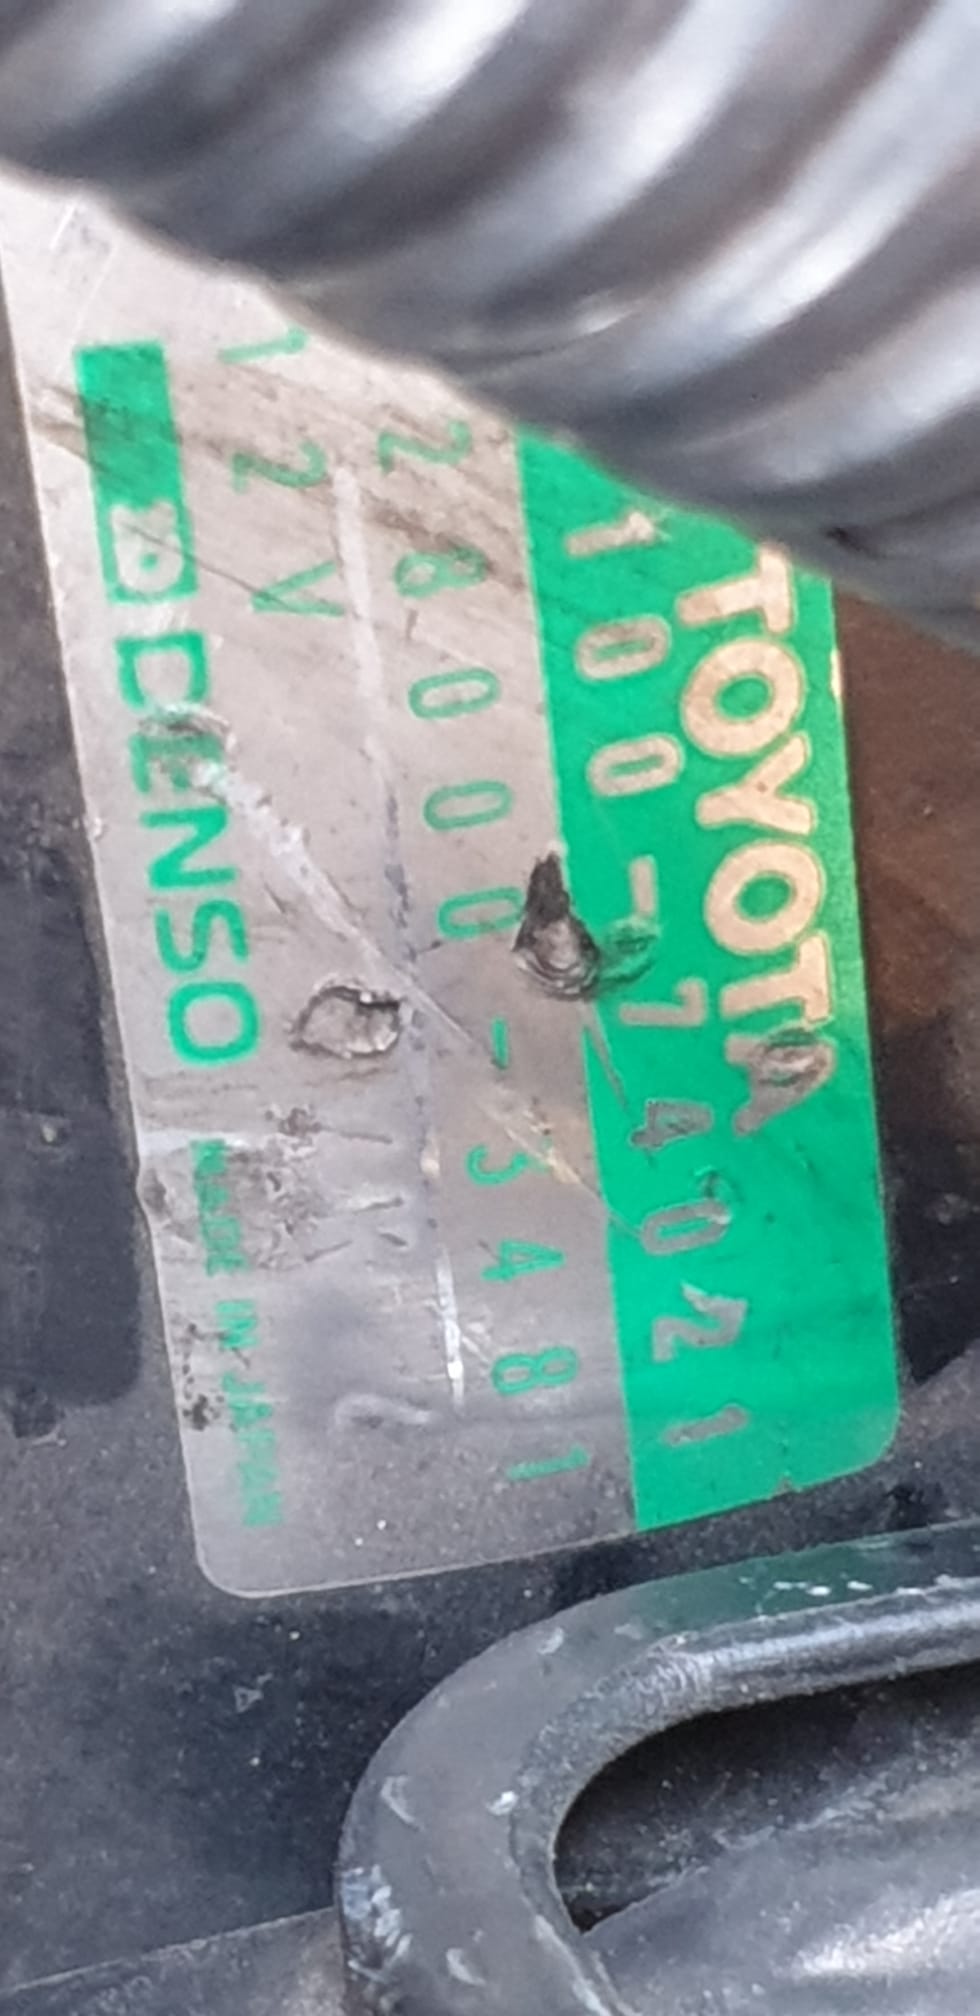 TOYOTA
100-74021
28000-3481
12V
DENSO
MADE IN JAPAN